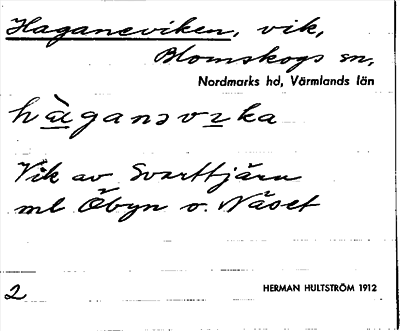 Haganeviken, vik,
Blomskogs sn,
Nordmarks hd, Värmlands län
Vik av Svarttjärn
ml Öbyn o. Näset
2
HERMAN HULTSTRÖM 1912